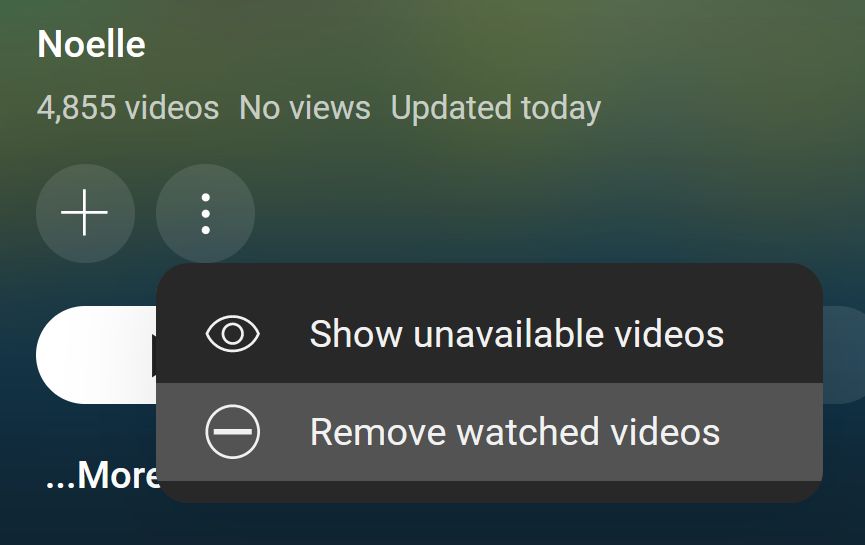 Noelle
4,855 videos No views Updated today
Show unavailable videos
Remove watched videos
...More